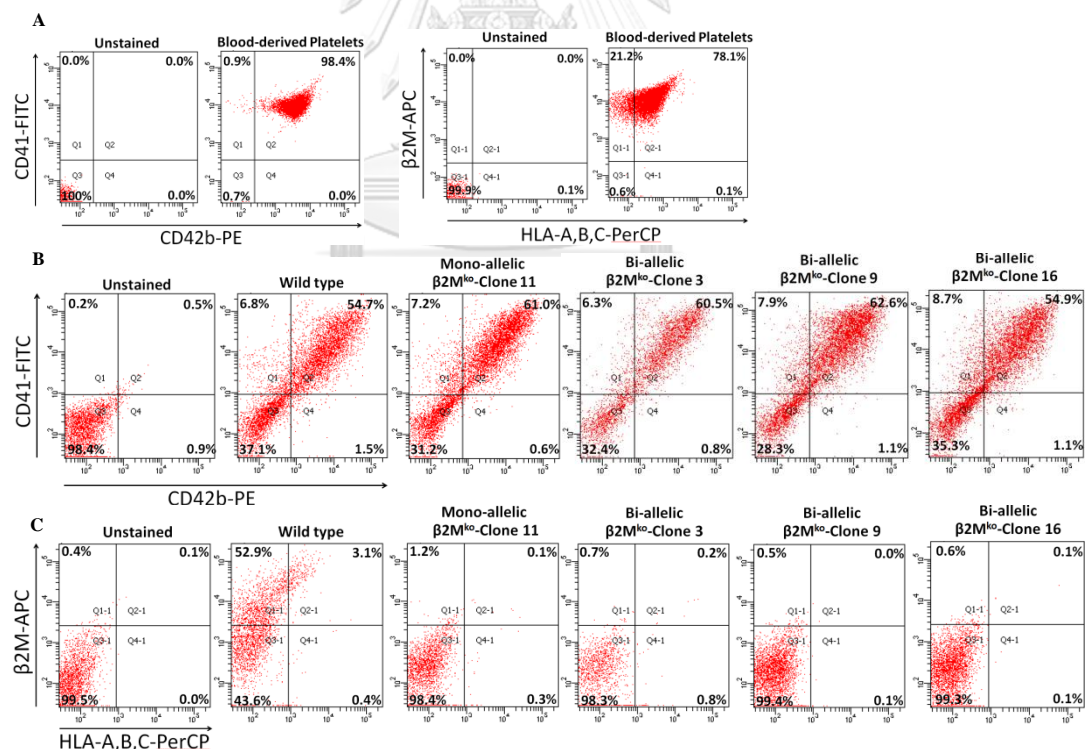 A
Unstained
Blood-derived Platelets
Unstained
Blood-derived Platelets
CD41-FITC
0.0%
0.0%
0.9%
98.4%
Q1
Q2
Q3
Q4
100%
0.0%
Q1
Q2
Q3
Q4
0.7%
0.0%
CD42b-PE
β2M-APC
0.0%
0.0%
21.2%
78.1%
Q1-1
Q2-1
Q3-1
Q4-1
99.9%
0.1%
Q1-1
Q2-1
Q3-1
Q4-1
0.6%
0.1%
HLA-A,B,C-PerCP
B
Unstained
Wild type
Mono-allelic
β2Mᵏᵒ-Clone 11
Bi-allelic
β2Mᵏᵒ-Clone 3
Bi-allelic
β2Mᵏᵒ-Clone 9
Bi-allelic
β2Mᵏᵒ-Clone 16
CD41-FITC
0.2%
0.5%
6.8%
54.7%
7.2%
61.0%
6.3%
60.5%
7.9%
62.6%
8.7%
54.9%
Q1
Q2
Q4
98.4%
0.9%
37.1%
1.5%
31.2%
0.6%
32.4%
0.8%
28.3%
1.1%
35.3%
1.1%
CD42b-PE
C
Unstained
Wild type
Mono-allelic
β2Mᵏᵒ-Clone 11
Bi-allelic
β2Mᵏᵒ-Clone 3
Bi-allelic
β2Mᵏᵒ-Clone 9
Bi-allelic
β2Mᵏᵒ-Clone 16
β2M-APC
0.4%
0.1%
52.9%
3.1%
1.2%
0.1%
0.7%
0.2%
0.5%
0.0%
0.6%
0.1%
Q1-1
Q2-1
Q3-1
Q4-1
99.5%
0.0%
43.6%
0.4%
98.4%
0.3%
98.3%
0.8%
99.4%
0.1%
99.3%
0.1%
HLA-A,B,C-PerCP